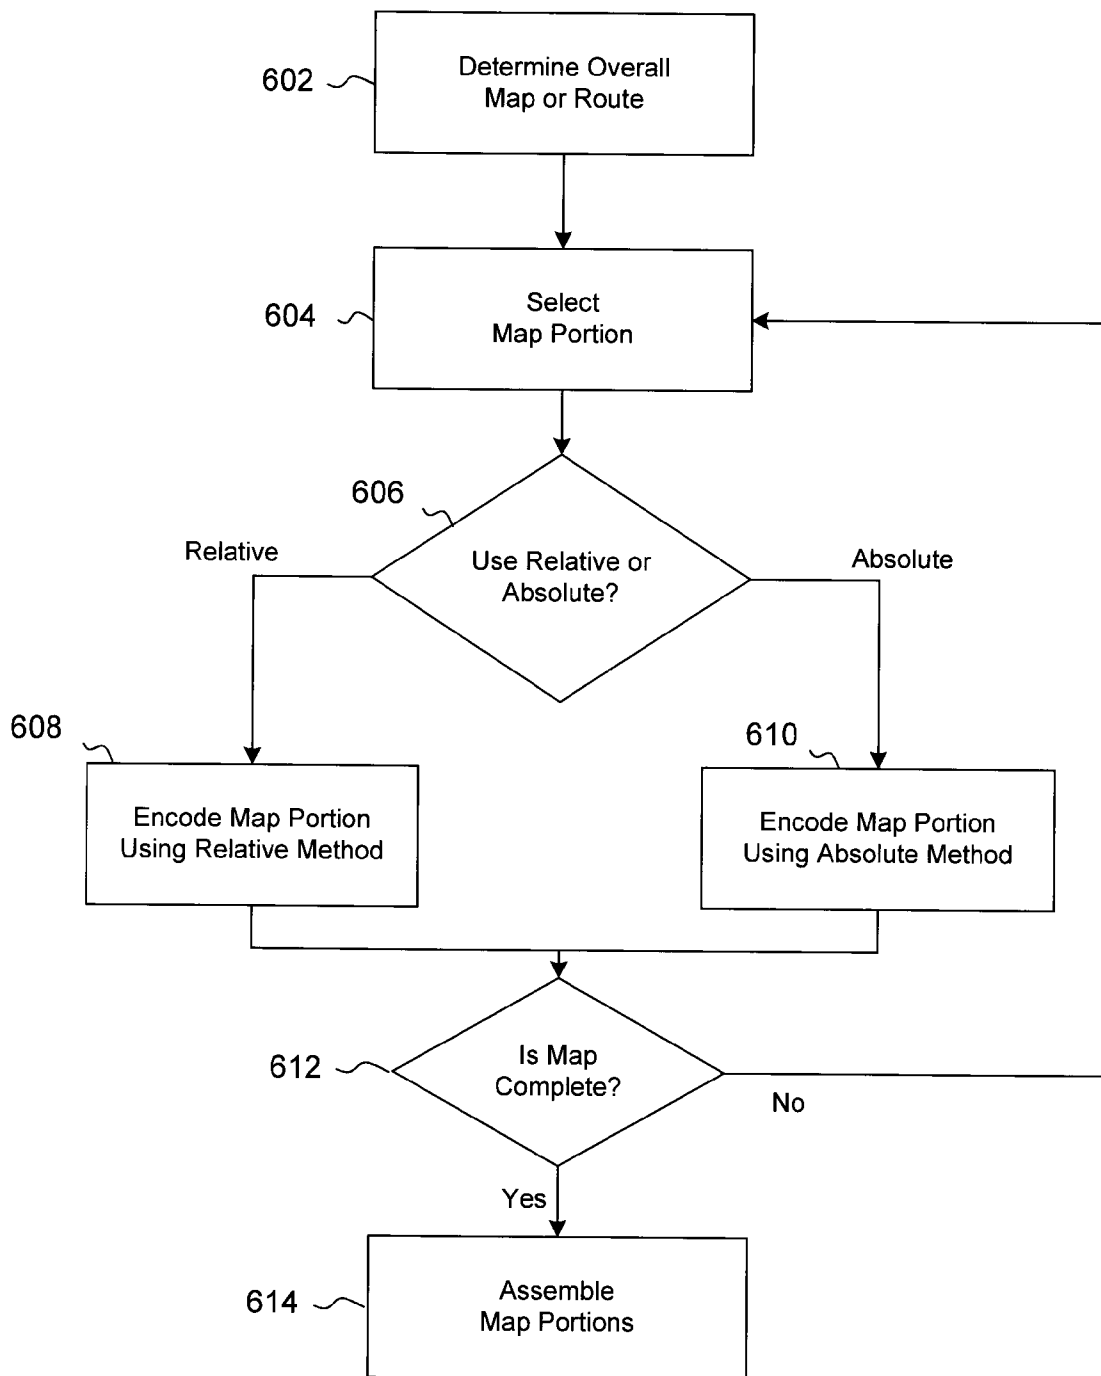 602
Determine Overall
Map or Route
604
Select
Map Portion
606
Relative
Use Relative or
Absolute?
Absolute
608
Encode Map Portion
Using Relative Method
610
Encode Map Portion
Using Absolute Method
612
Is Map
Complete?
No
Yes
614
Assemble
Map Portions